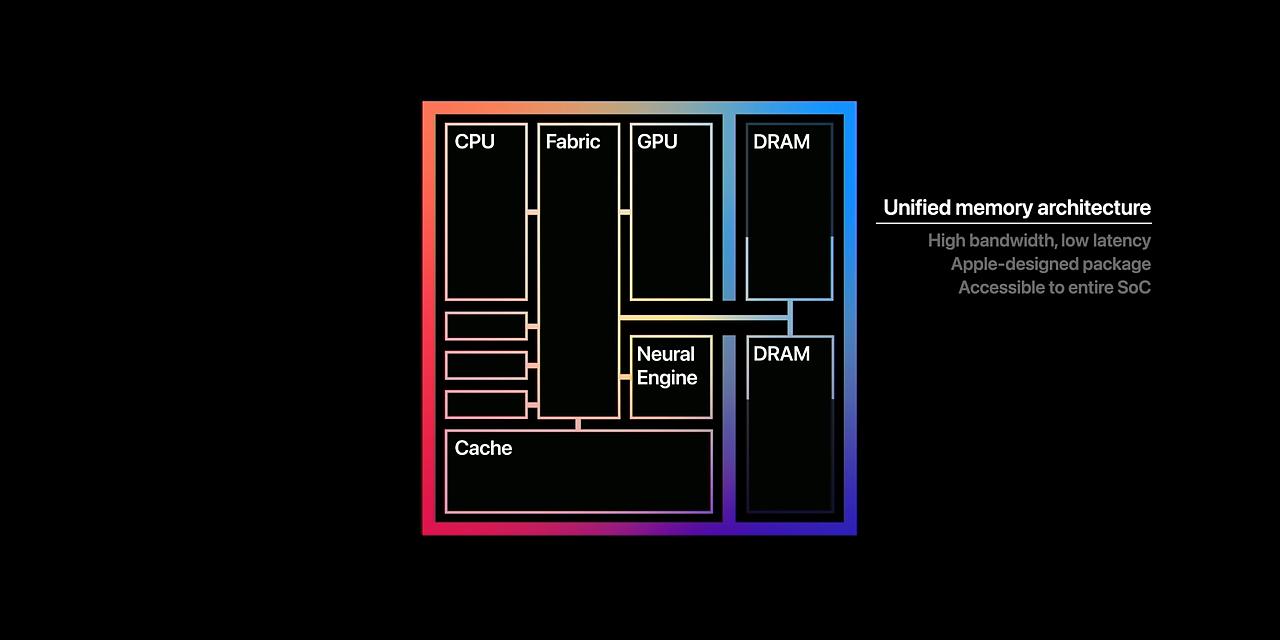 CPU
Fabric
GPU
DRAM
Unified memory architecture
High bandwidth, low latency
Apple-designed package
Accessible to entire SoC
Neural
Engine
DRAM
Cache